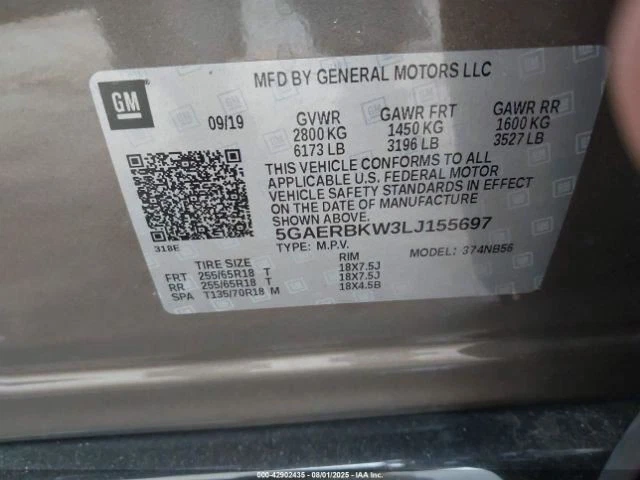 MFD BY GENERAL MOTORS LLC
GM
09/19 GVWR GAWR FRT GAWR RR
2800 KG 1450 KG 1600 KG
6173 LB 3196 LB 3527 LB
THIS VEHICLE CONFORMS TO ALL
APPLICABLE U.S. FEDERAL MOTOR
VEHICLE SAFETY STANDARDS IN EFFECT
ON THE DATE OF MANUFACTURE
SHOWN ABOVE.
318E
5GAERBKW3LJ155697
TYPE: M.P.V. MODEL: 374NB56
TIRE SIZE RIM
FRT 255/65R18 T 18X7.5J
RR 255/65R18 T 18X7.5J
SPA T135/70R18 M 18X4.5B
000-42902435 - 08/01/2025 - IAAI.com